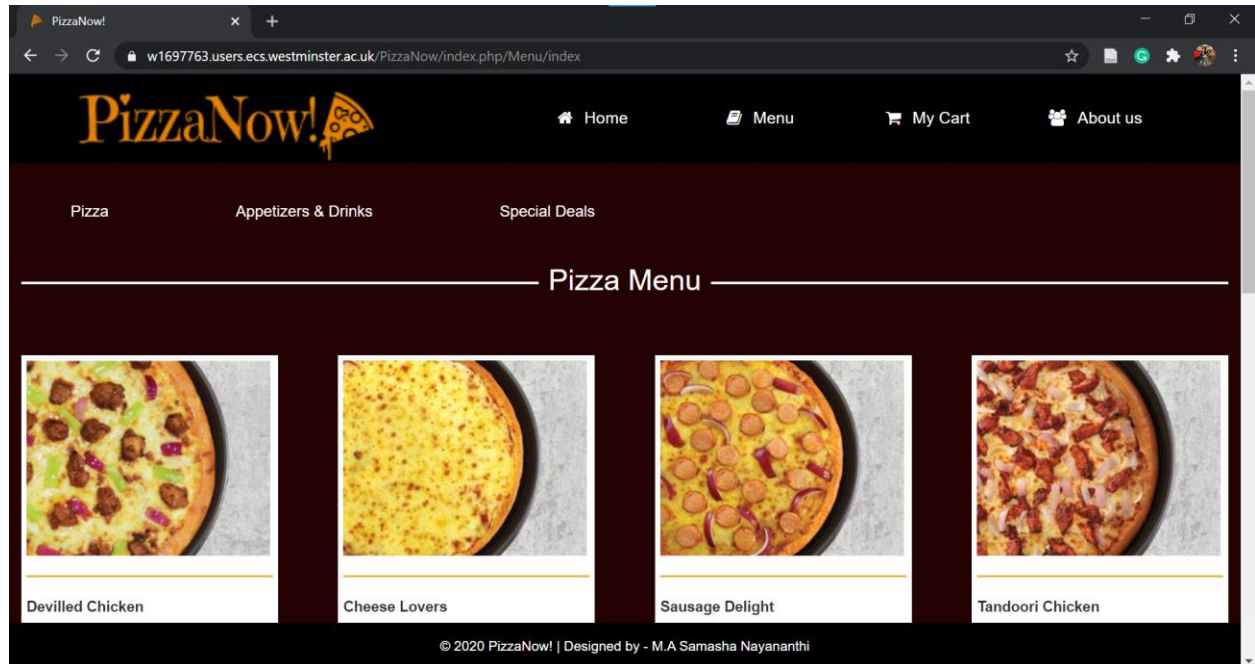 PizzaNow!
w1697763.users.ecs.westminster.ac.uk/PizzaNow/index.php/Menu/index
PizzaNow!
Home Menu My Cart About us
Pizza Appetizers & Drinks Special Deals
Pizza Menu
Devilled Chicken Cheese Lovers Sausage Delight Tandoori Chicken
© 2020 PizzaNow! | Designed by - M.A Samasha Nayananthi